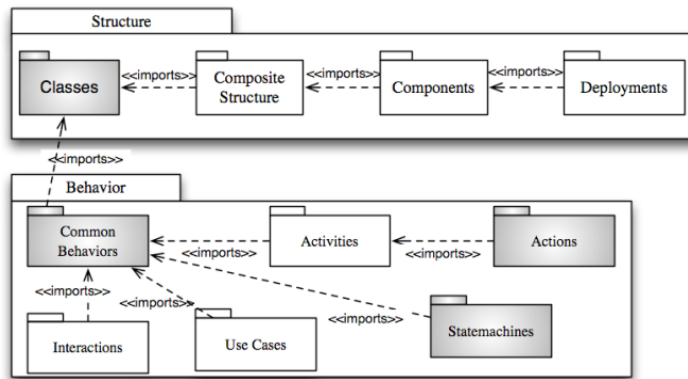 Structure
<<imports>>
<<imports>>
<<imports>>
Classes
Composite
Structure
Components
Deployments
<<imports>>
Behavior
Common
Behaviors
Activities
Actions
<<imports>>
<<imports>>
<<imports>>
<<imports>>
<<imports>>
Interactions
Use Cases
Statemachines